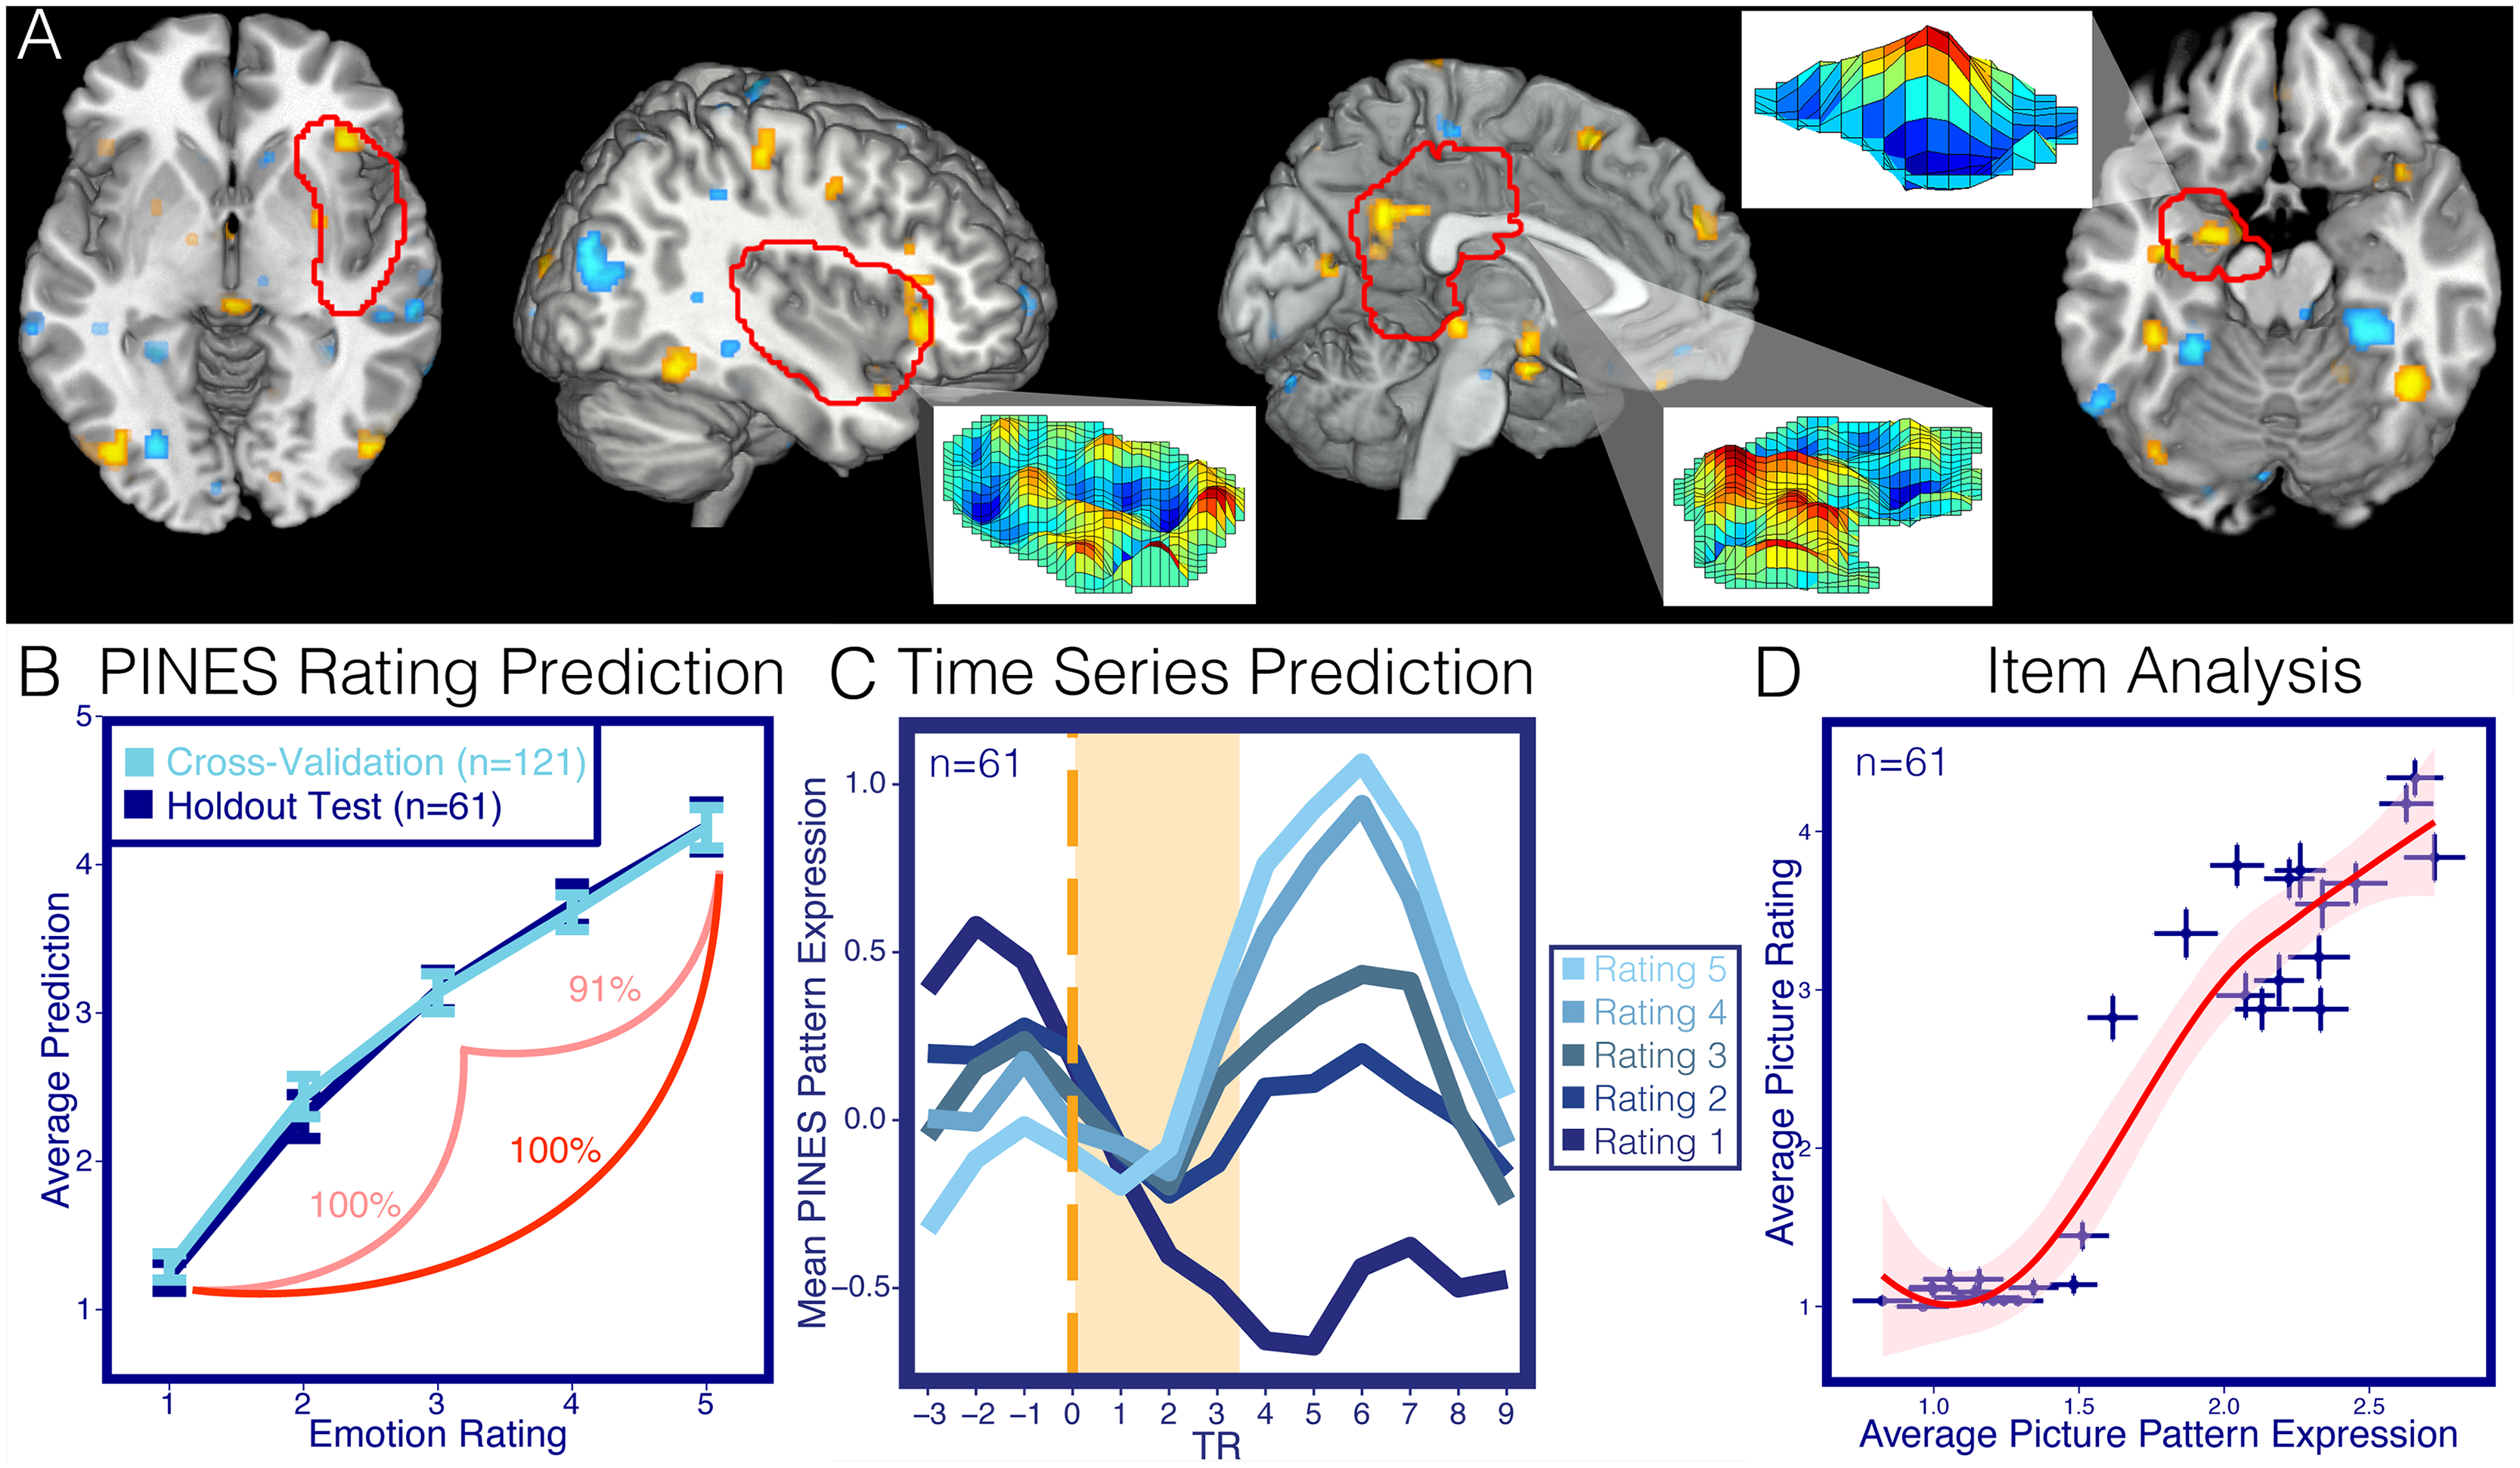 A
B PINES Rating Prediction
5
4
3
2
1
Average Prediction
Cross-Validation (n=121)
Holdout Test (n=61)
91%
100%
100%
1 2 3 4 5
Emotion Rating
C Time Series Prediction
n=61
1.0
0.5
0.0
−0.5
Mean PINES Pattern Expression
−3 −2 −1 0 1 2 3 4 5 6 7 8 9
TR
Rating 5
Rating 4
Rating 3
Rating 2
Rating 1
D Item Analysis
n=61
4
3
2
1
Average Picture Rating
1.0 1.5 2.0 2.5
Average Picture Pattern Expression